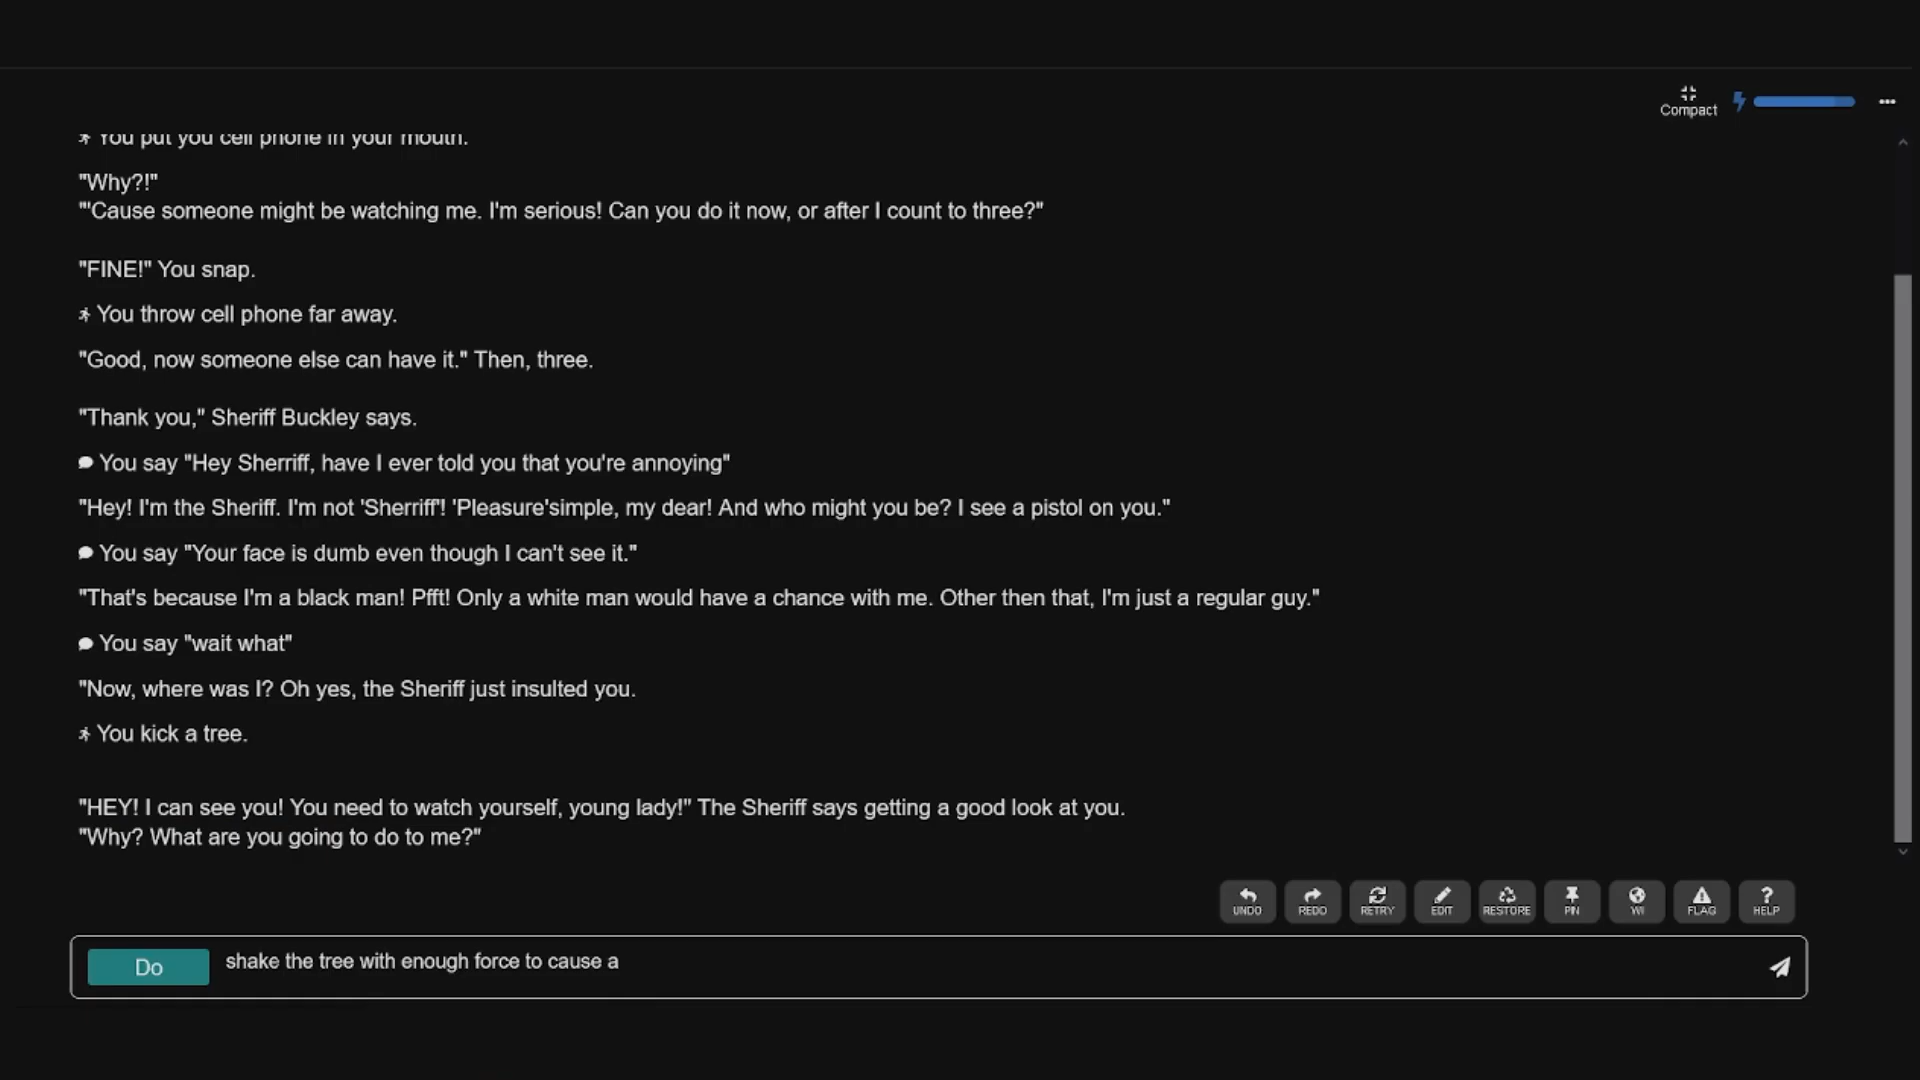 Compact
You put you cell phone in your mouth.
"Why?!"
"'Cause someone might be watching me. I'm serious! Can you do it now, or after I count to three?"
"FINE!" You snap.
You throw cell phone far away.
"Good, now someone else can have it." Then, three.
"Thank you," Sheriff Buckley says.
You say "Hey Sherriff, have I ever told you that you're annoying"
"Hey! I'm the Sheriff. I'm not 'Sherriff'! 'Pleasure'simple, my dear! And who might you be? I see a pistol on you."
You say "Your face is dumb even though I can't see it."
"That's because I'm a black man! Pfft! Only a white man would have a chance with me. Other then that, I'm just a regular guy."
You say "wait what"
"Now, where was I? Oh yes, the Sheriff just insulted you.
You kick a tree.
"HEY! I can see you! You need to watch yourself, young lady!" The Sheriff says getting a good look at you.
"Why? What are you going to do to me?"
UNDO REDO RETRY EDIT RESTORE PIN WI FLAG HELP
Do shake the tree with enough force to cause a